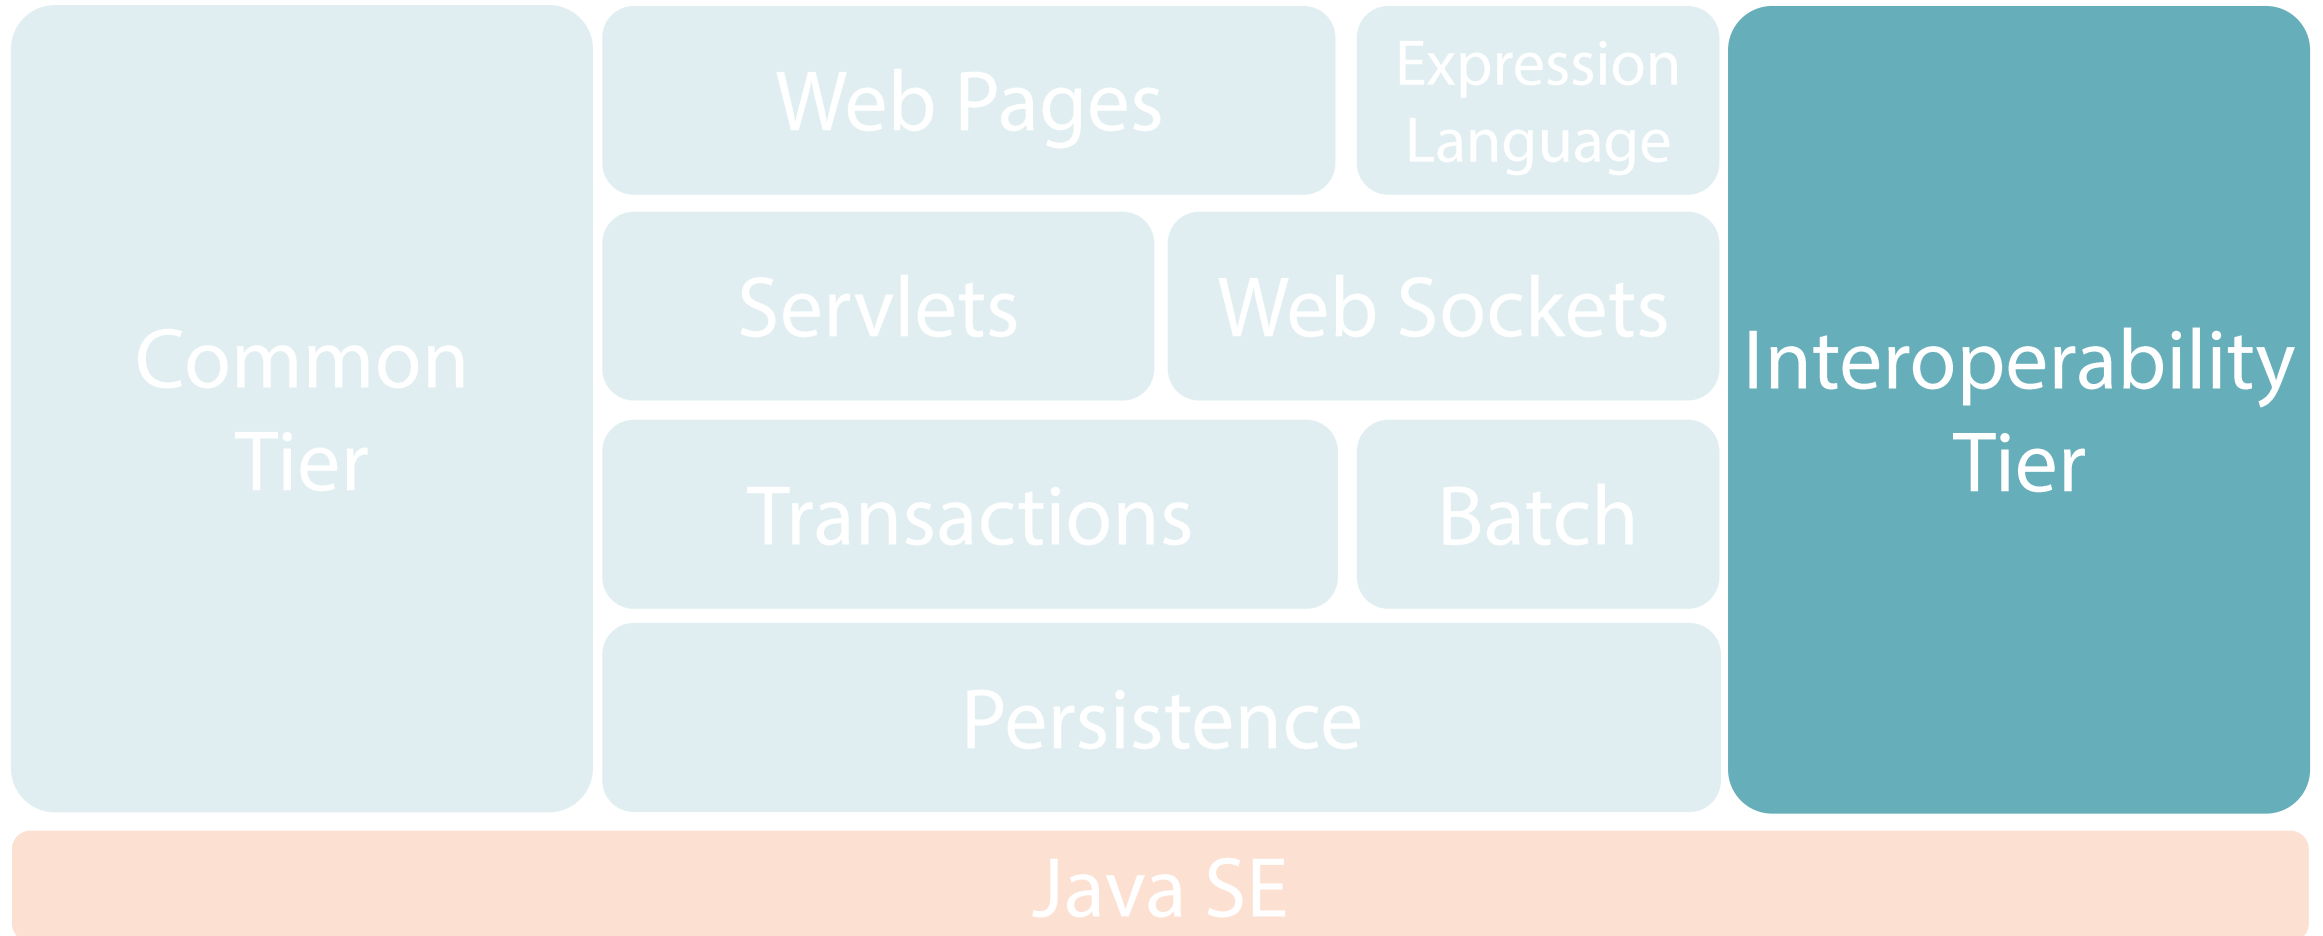 Common
Tier
Web Pages
Expression
Language
Servlets
Web Sockets
Transactions
Batch
Persistence
Interoperability
Tier
Java SE